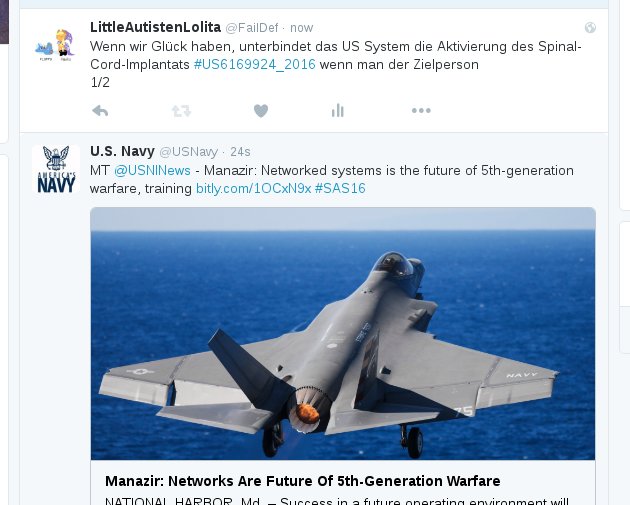 LittleAutistenLolita @FailDef · now
Wenn wir Glück haben, unterbindet das US System die Aktivierung des Spinal-
Cord-Implantats #US6169924_2016 wenn man der Zielperson
1/2
U.S. Navy @USNavy · 24s
AMERICA'S
NAVY
MT @USNINews - Manazir: Networked systems is the future of 5th-generation
warfare, training bitly.com/1OCxN9x #SAS16
NAVY
75
Manazir: Networks Are Future Of 5th-Generation Warfare
NATIONAL HARBOR, Md. — Success in a future operating environment will